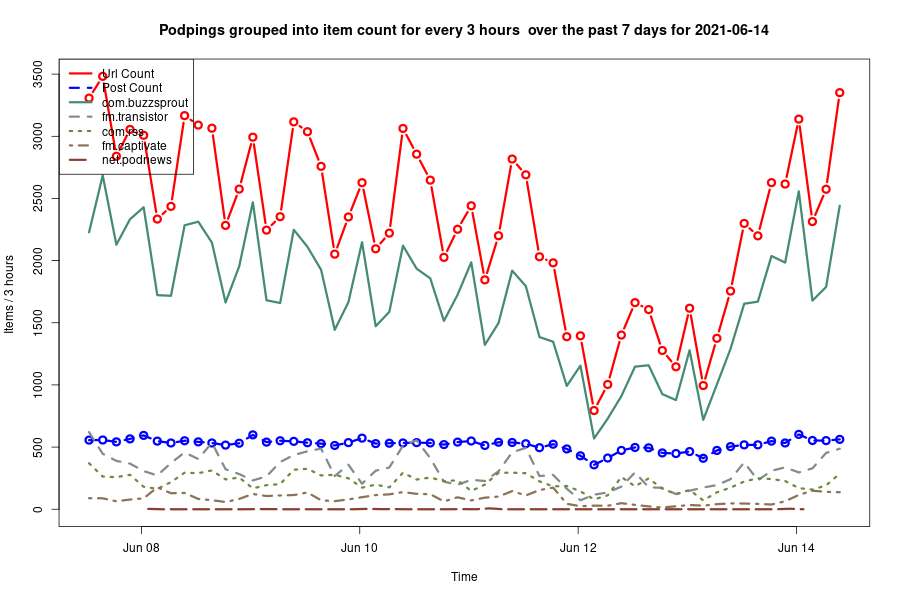 Podpings grouped into item count for every 3 hours  over the past 7 days for 2021-06-14
Items / 3 hours
3500
3000
2500
2000
1500
1000
500
0
Url Count
Post Count
com.buzzsprout
fm.transistor
fm.captivate
net.podnews
Jun 08
Jun 10
Jun 12
Jun 14
Time